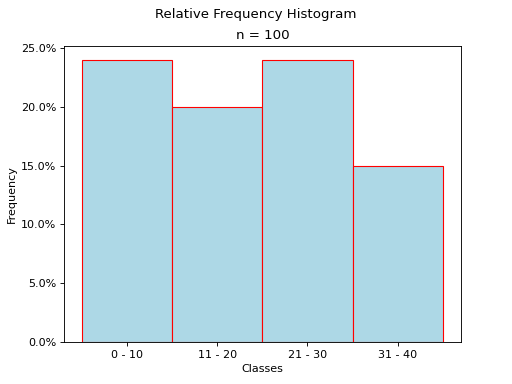 Relative Frequency Histogram
n = 100
25.0%
20.0%
15.0%
10.0%
5.0%
0.0%
Frequency
0 - 10
11 - 20
21 - 30
31 - 40
Classes